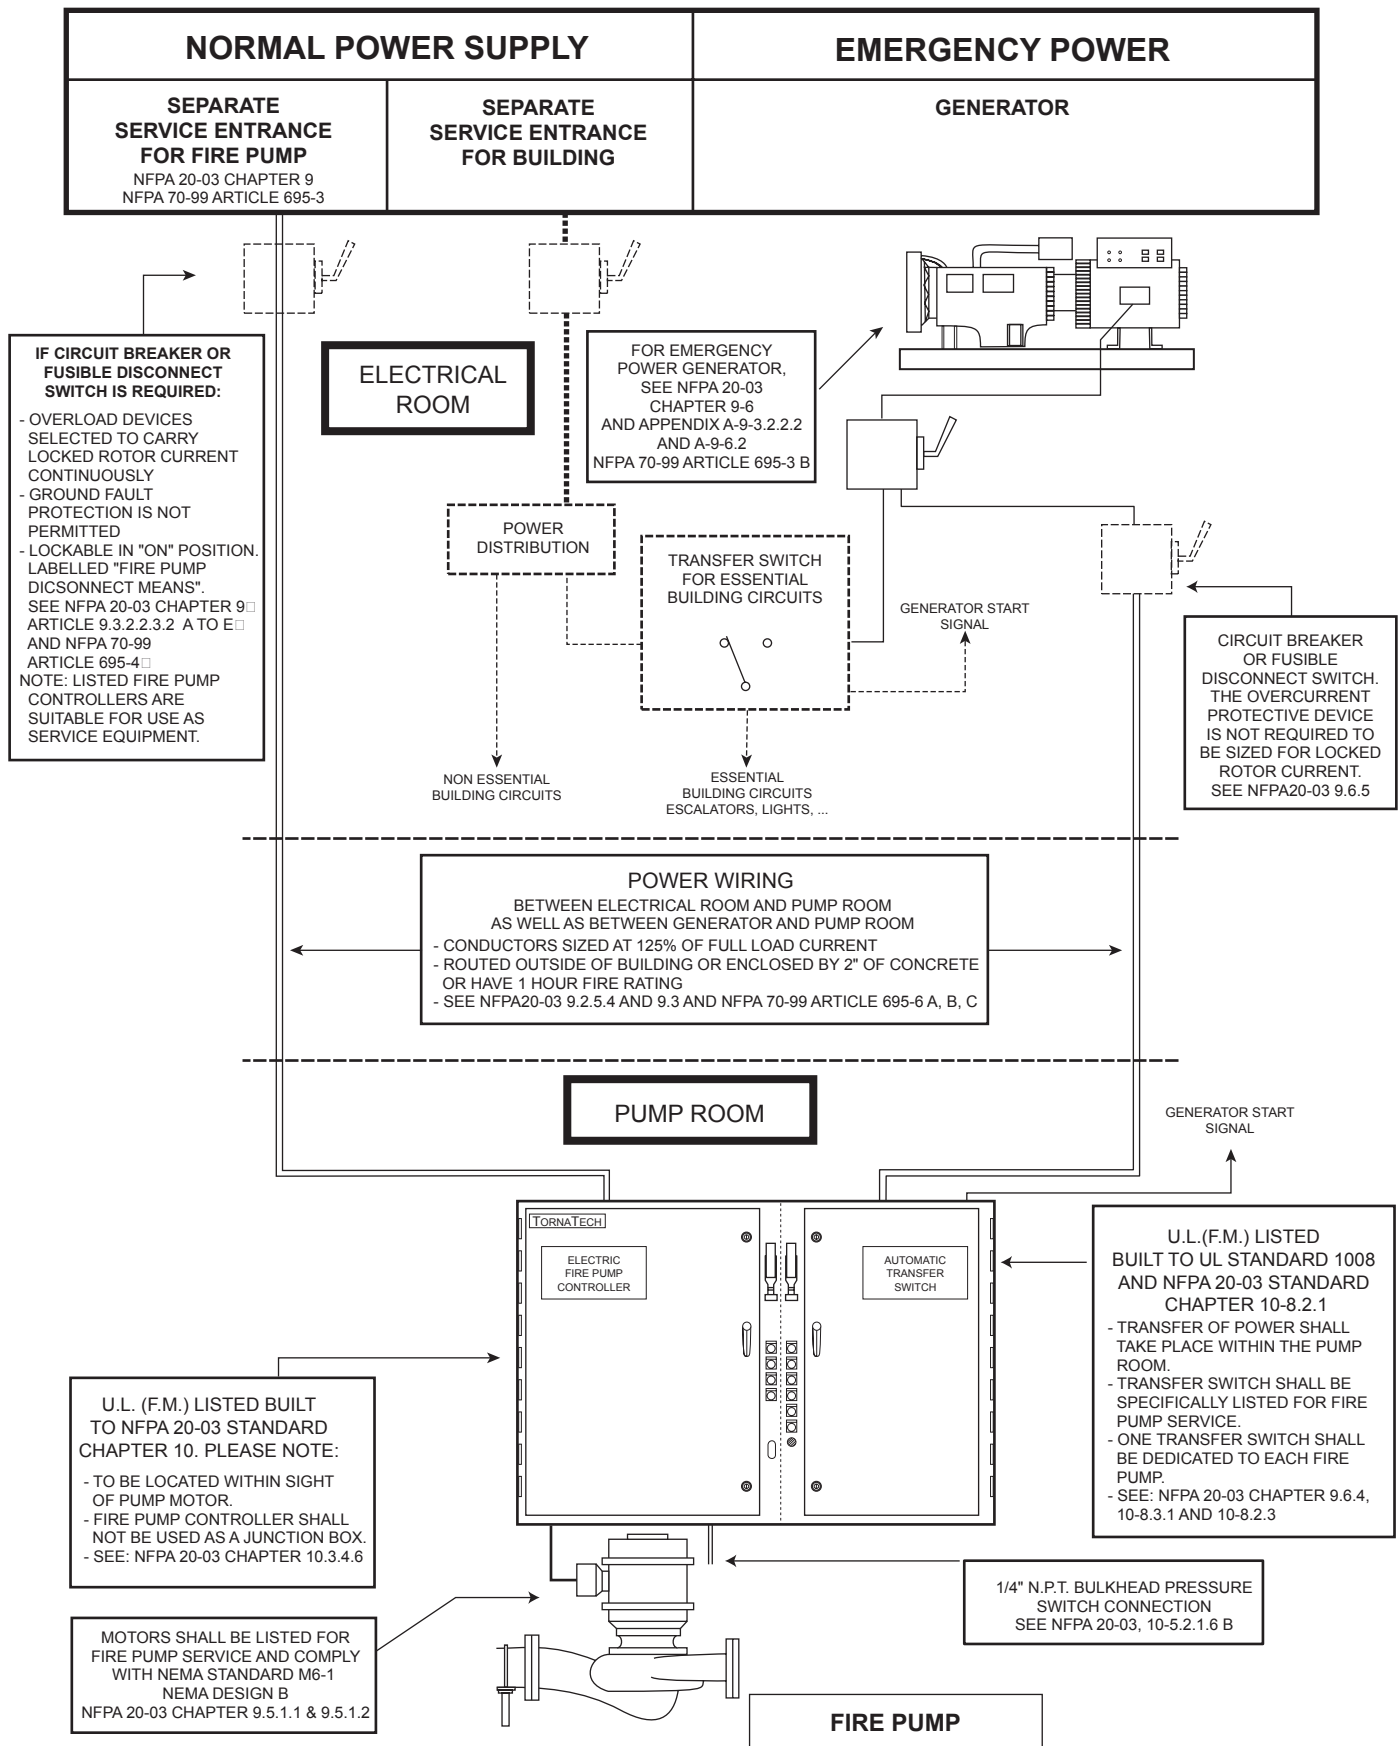 NORMAL POWER SUPPLY
EMERGENCY POWER
SEPARATE
SERVICE ENTRANCE
FOR FIRE PUMP
NFPA 20-03 CHAPTER 9
NFPA 70-99 ARTICLE 695-3
SEPARATE
SERVICE ENTRANCE
FOR BUILDING
GENERATOR
IF CIRCUIT BREAKER OR
FUSIBLE DISCONNECT
SWITCH IS REQUIRED:
- OVERLOAD DEVICES
SELECTED TO CARRY
LOCKED ROTOR CURRENT
CONTINUOUSLY
- GROUND FAULT
PROTECTION IS NOT
PERMITTED
- LOCKABLE IN "ON" POSITION.
LABELLED "FIRE PUMP
DICSONNECT MEANS".
SEE NFPA 20-03 CHAPTER 9□
ARTICLE 9.3.2.2.3.2 A TO E□
AND NFPA 70-99
ARTICLE 695-4□
NOTE: LISTED FIRE PUMP
CONTROLLERS ARE
SUITABLE FOR USE AS
SERVICE EQUIPMENT.
ELECTRICAL
ROOM
FOR EMERGENCY
POWER GENERATOR,
SEE NFPA 20-03
CHAPTER 9-6
AND APPENDIX A-9-3.2.2.2
AND A-9-6.2
NFPA 70-99 ARTICLE 695-3 B
POWER
DISTRIBUTION
TRANSFER SWITCH
FOR ESSENTIAL
BUILDING CIRCUITS
GENERATOR START
SIGNAL
CIRCUIT BREAKER
OR FUSIBLE
DISCONNECT SWITCH.
THE OVERCURRENT
PROTECTIVE DEVICE
IS NOT REQUIRED TO
BE SIZED FOR LOCKED
ROTOR CURRENT.
SEE NFPA20-03 9.6.5
NON ESSENTIAL
BUILDING CIRCUITS
ESSENTIAL
BUILDING CIRCUITS
ESCALATORS, LIGHTS, ...
POWER WIRING
BETWEEN ELECTRICAL ROOM AND PUMP ROOM
AS WELL AS BETWEEN GENERATOR AND PUMP ROOM
- CONDUCTORS SIZED AT 125% OF FULL LOAD CURRENT
- ROUTED OUTSIDE OF BUILDING OR ENCLOSED BY 2" OF CONCRETE
OR HAVE 1 HOUR FIRE RATING
- SEE NFPA20-03 9.2.5.4 AND 9.3 AND NFPA 70-99 ARTICLE 695-6 A, B, C
PUMP ROOM
GENERATOR START
SIGNAL
TORNATECH
ELECTRIC
FIRE PUMP
CONTROLLER
AUTOMATIC
TRANSFER
SWITCH
U.L.(F.M.) LISTED
BUILT TO UL STANDARD 1008
AND NFPA 20-03 STANDARD
CHAPTER 10-8.2.1
- TRANSFER OF POWER SHALL
TAKE PLACE WITHIN THE PUMP
ROOM.
- TRANSFER SWITCH SHALL BE
SPECIFICALLY LISTED FOR FIRE
PUMP SERVICE.
- ONE TRANSFER SWITCH SHALL
BE DEDICATED TO EACH FIRE
PUMP.
- SEE: NFPA 20-03 CHAPTER 9.6.4,
10-8.3.1 AND 10-8.2.3
U.L. (F.M.) LISTED BUILT
TO NFPA 20-03 STANDARD
CHAPTER 10. PLEASE NOTE:
- TO BE LOCATED WITHIN SIGHT
OF PUMP MOTOR.
- FIRE PUMP CONTROLLER SHALL
NOT BE USED AS A JUNCTION BOX.
- SEE: NFPA 20-03 CHAPTER 10.3.4.6
1/4" N.P.T. BULKHEAD PRESSURE
SWITCH CONNECTION
SEE NFPA 20-03, 10-5.2.1.6 B
MOTORS SHALL BE LISTED FOR
FIRE PUMP SERVICE AND COMPLY
WITH NEMA STANDARD M6-1
NEMA DESIGN B
NFPA 20-03 CHAPTER 9.5.1.1 & 9.5.1.2
FIRE PUMP